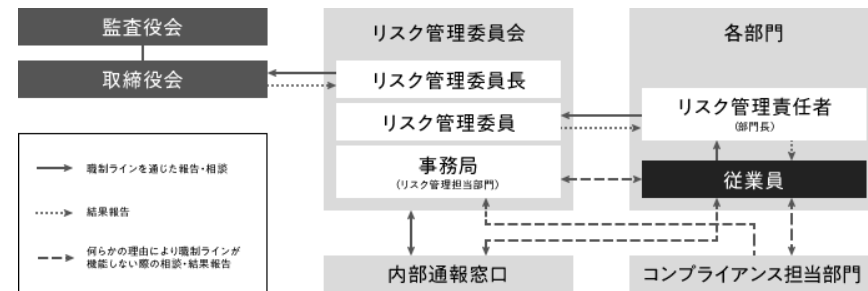 監査役会
取締役会
リスク管理委員会
リスク管理委員長
リスク管理委員
事務局
(リスク管理担当部門)
各部門
リスク管理責任者
(部門長)
従業員
内部通報窓口
コンプライアンス担当部門
職制ラインを通じた報告・相談
結果報告
何らかの理由により職制ラインが
機能しない際の相談・結果報告